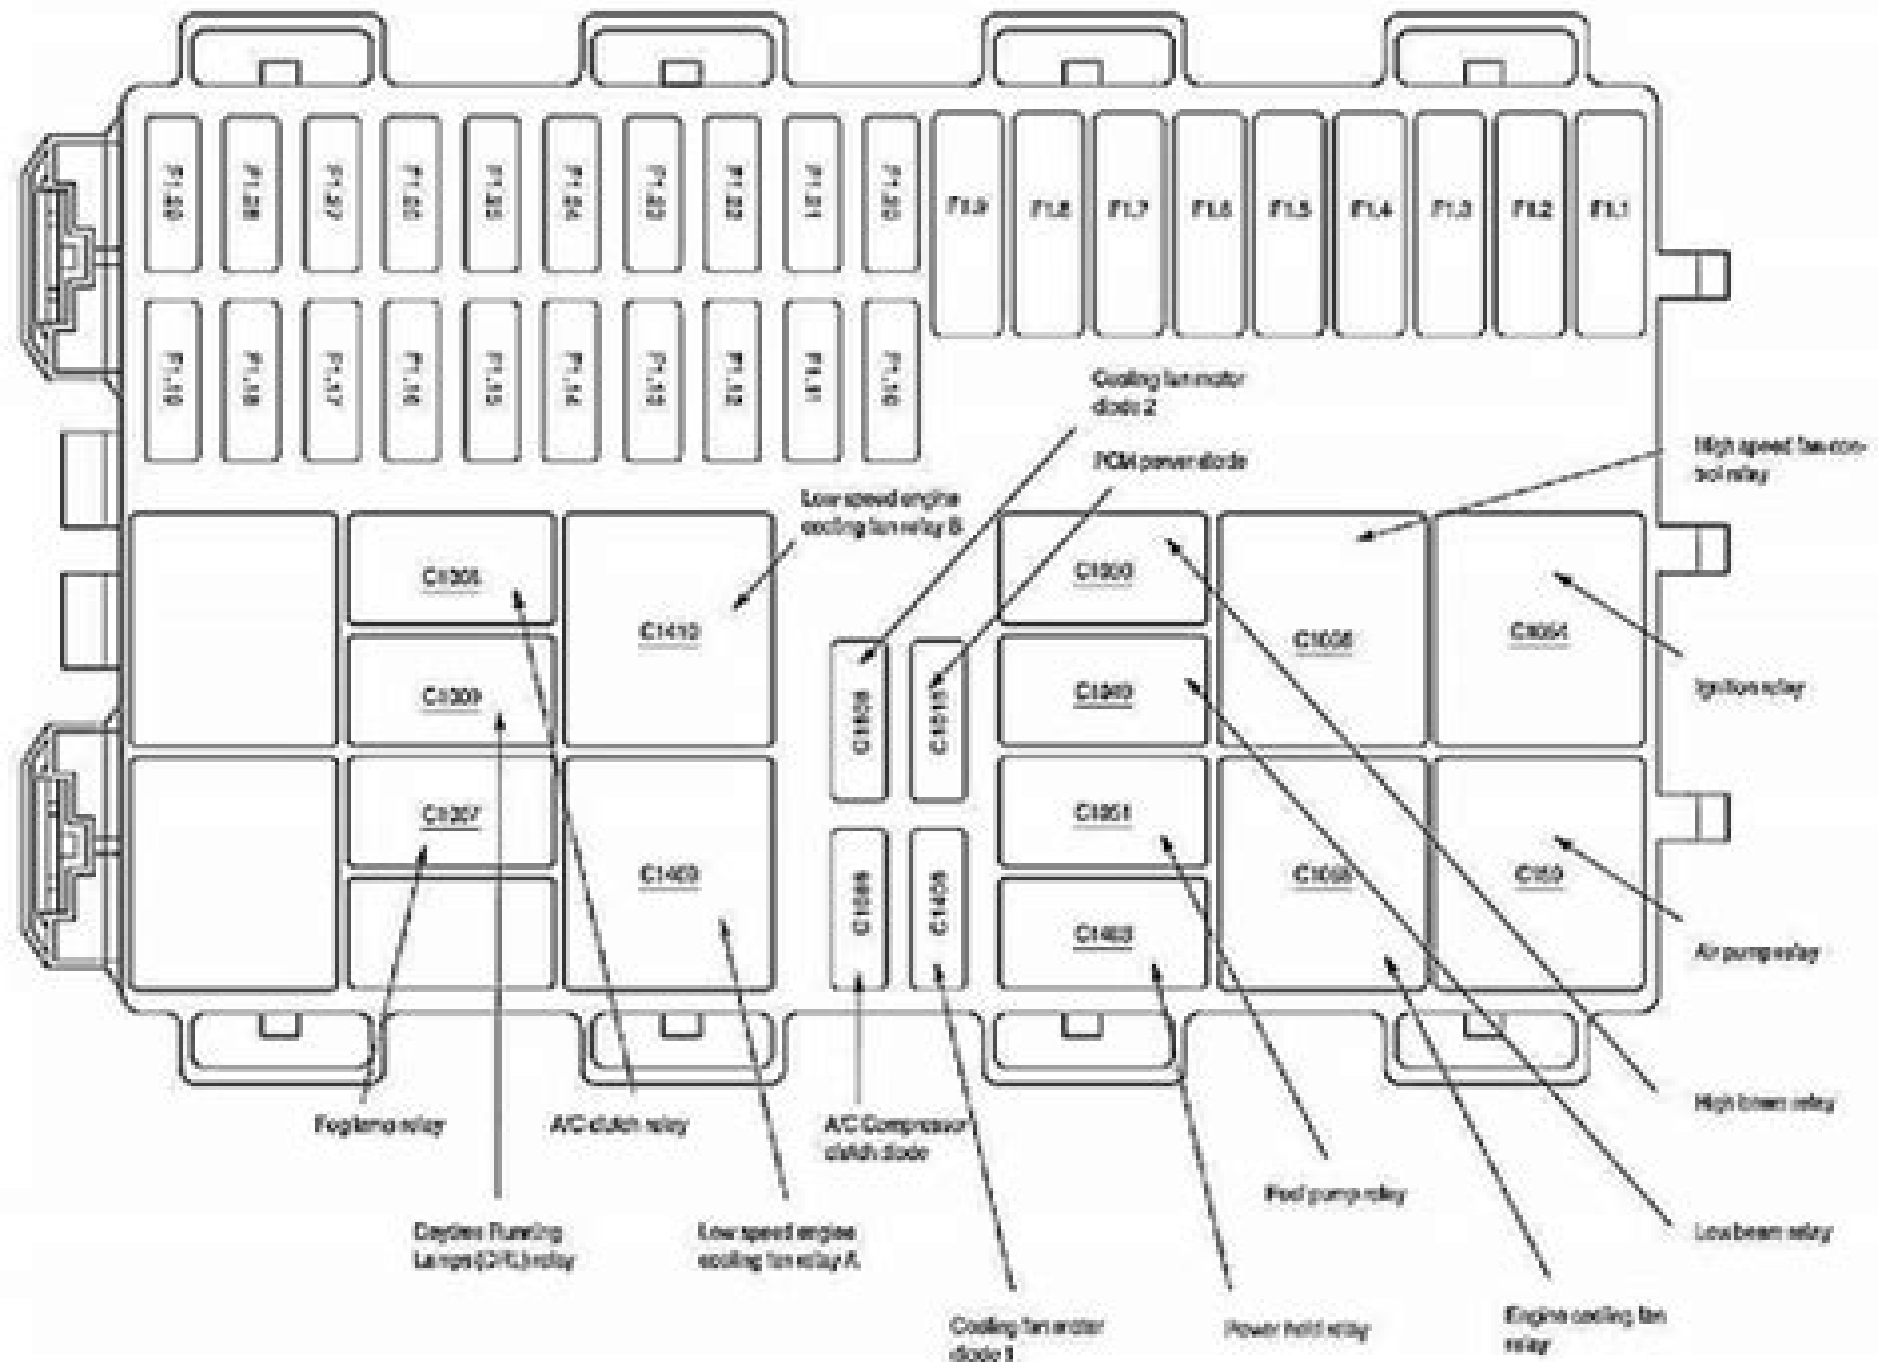 F1.29 F1.28 F1.27 F1.26 F1.25 F1.24 F1.23 F1.22 F1.21 F1.20 F1.9 F1.8 F1.7 F1.6 F1.5 F1.4 F1.3 F1.2 F1.1
F1.19 F1.18 F1.17 F1.16 F1.15 F1.14 F1.13 F1.12 F1.11 F1.10
Cooling fan motor
diode 2
PCM power diode
High speed fan con-
trol relay
Low speed engine
cooling fan relay B
C1410
C1054
Ignition relay
C1051
Air pump relay
Fog lamp relay
A/C clutch relay
A/C Compressor
clutch diode
High beam relay
Fuel pump relay
Low beam relay
Daytime Running
Lamps (DRL) relay
Low speed engine
cooling fan relay A
Cooling fan motor
diode 1
Power hold relay
Engine cooling fan
relay